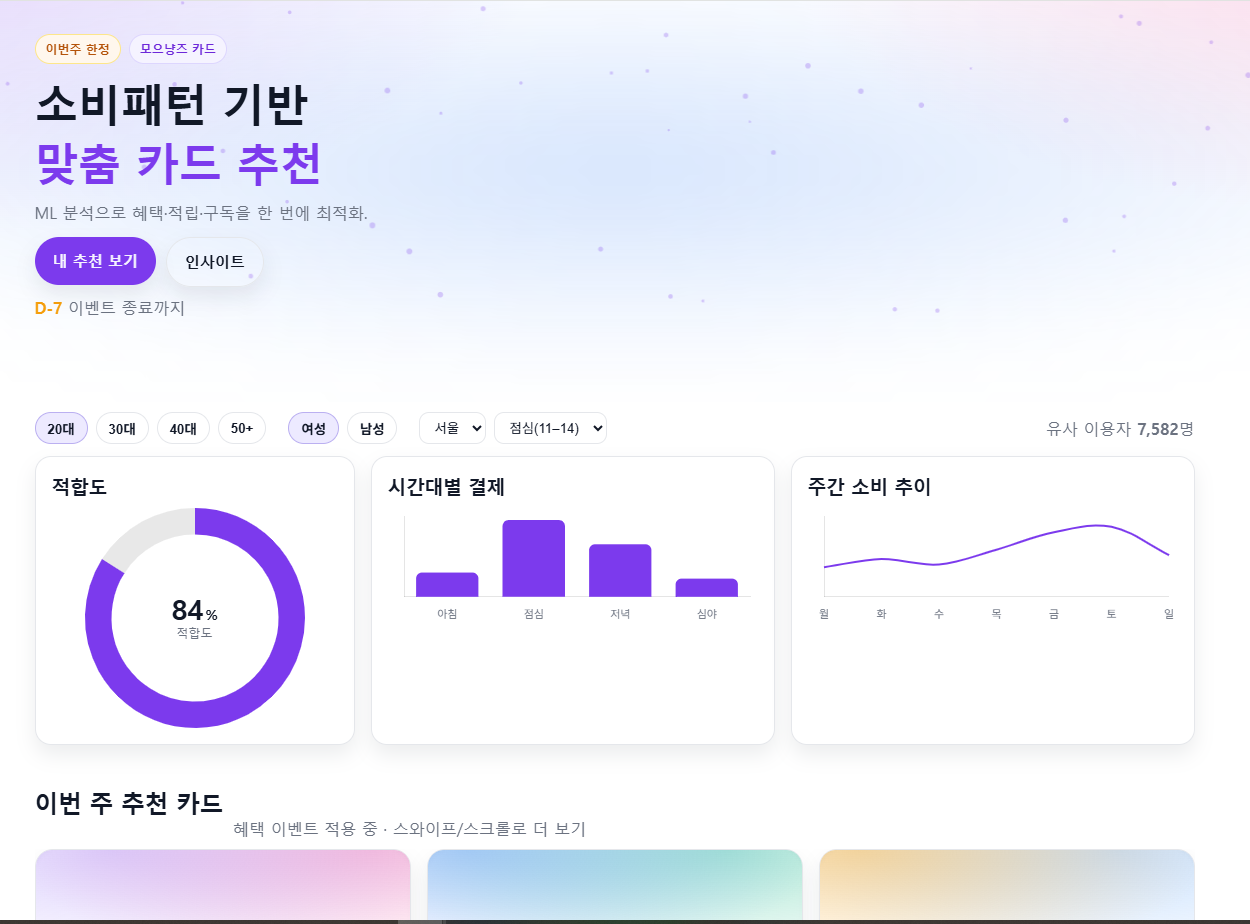 이번주 한정 모으냥즈 카드
소비패턴 기반
맞춤 카드 추천
ML 분석으로 혜택·적립·구독을 한 번에 최적화.
내 추천 보기 인사이트
D-7 이벤트 종료까지
20대 30대 40대 50+ 여성 남성 서울 점심(11–14) 유사 이용자 7,582명
적합도
84%
적합도
시간대별 결제
아침 점심 저녁 심야
주간 소비 추이
월 화 수 목 금 토 일
이번 주 추천 카드
혜택 이벤트 적용 중 · 스와이프/스크롤로 더 보기